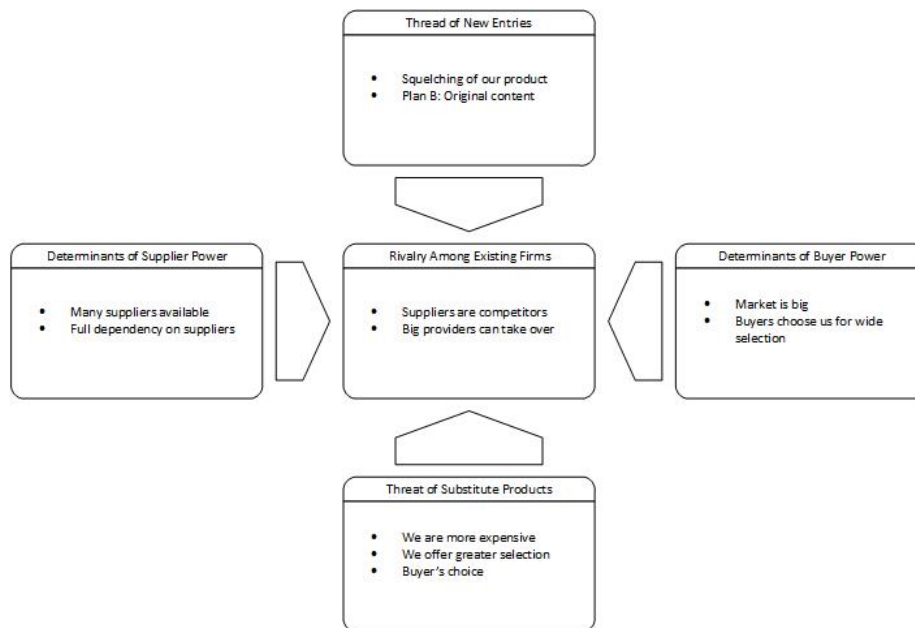 Thread of New Entries
• Squelching of our product
• Plan B: Original content
Determinants of Supplier Power
• Many suppliers available
• Full dependency on suppliers
Rivalry Among Existing Firms
• Suppliers are competitors
• Big providers can take over
Determinants of Buyer Power
• Market is big
• Buyers choose us for wide
selection
Threat of Substitute Products
• We are more expensive
• We offer greater selection
• Buyer's choice